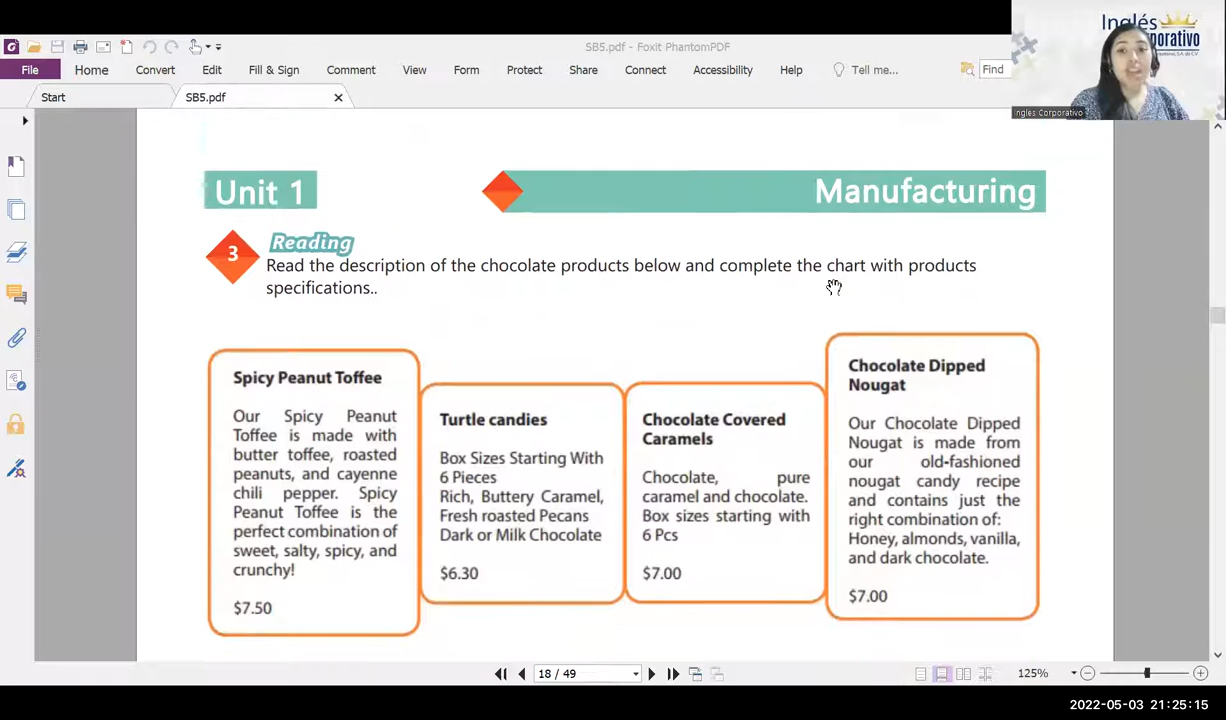 Inglés
rporativo
SB5.pdf - Foxit PhantomPDF
File
Home
Convert
Edit
Fill & Sign
Comment
View
Form
Protect
Share
Connect
Accessibility
Help
Tell me...
Find
Ingles Corporativo
Start
SB5.pdf
Unit 1
Manufacturing
3
Reading
Read the description of the chocolate products below and complete the chart with products
specifications..
Spicy Peanut Toffee
Our Spicy Peanut
Toffee is made with
butter toffee, roasted
peanuts, and cayenne
chili pepper. Spicy
Peanut Toffee is the
perfect combination of
sweet, salty, spicy, and
crunchy!
$7.50
Turtle candies
Box Sizes Starting With
6 Pieces
Rich, Buttery Caramel,
Fresh roasted Pecans
Dark or Milk Chocolate
$6.30
Chocolate Covered
Caramels
Chocolate, pure
caramel and chocolate.
Box sizes starting with
6 Pcs
$7.00
Chocolate Dipped
Nougat
Our Chocolate Dipped
Nougat is made from
our old-fashioned
nougat candy recipe
and contains just the
right combination of:
Honey, almonds, vanilla,
and dark chocolate.
$7.00
18 / 49
125%
2022-05-03 21:25:15